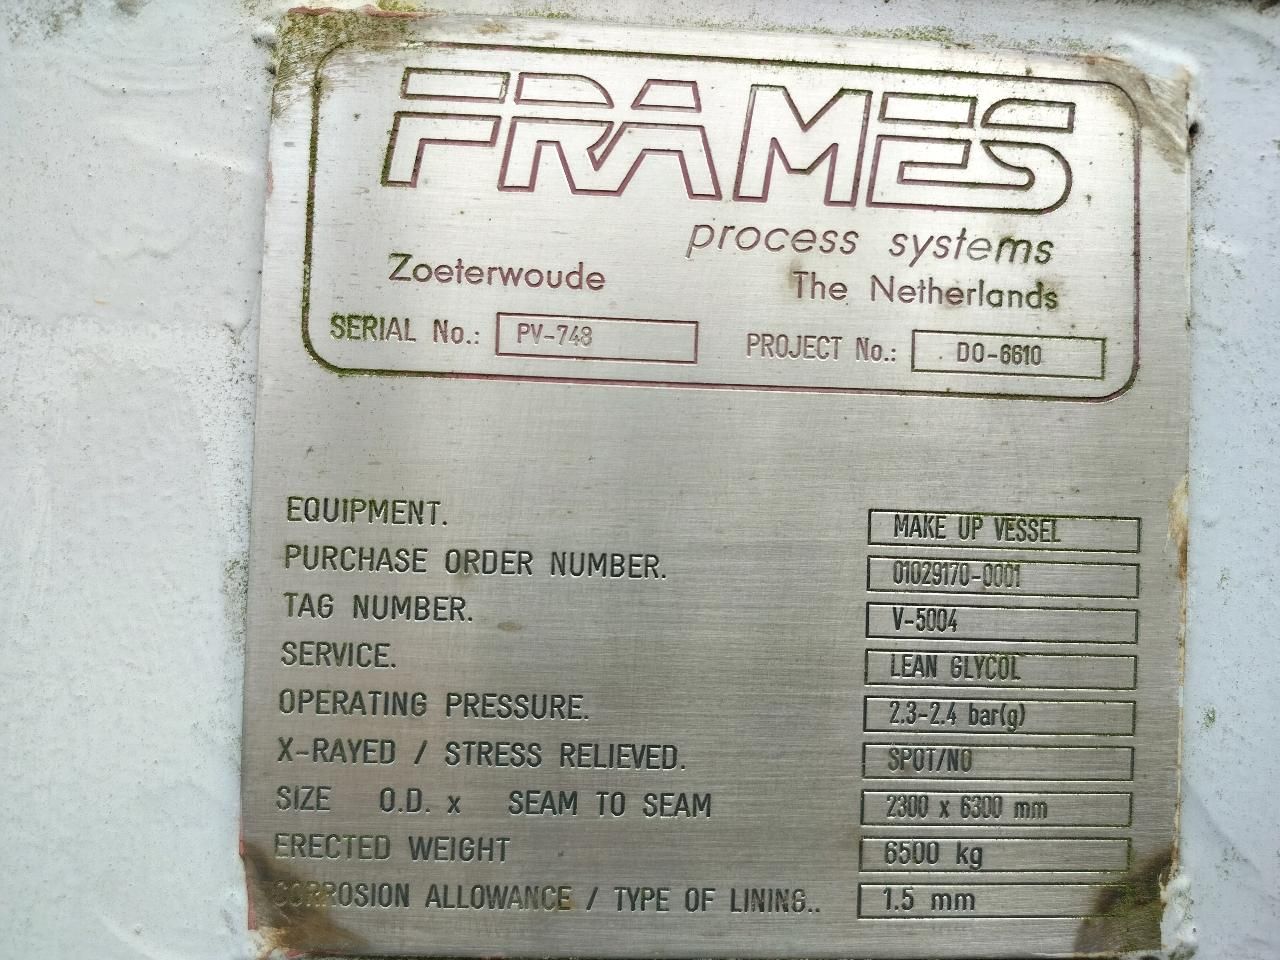 FRAMES
process systems
Zoeterwoude The Netherlands
SERIAL No.: PV-748 PROJECT No.: DO-6610
EQUIPMENT. MAKE UP VESSEL
PURCHASE ORDER NUMBER. 01029170-0001
TAG NUMBER. V-5004
SERVICE. LEAN GLYCOL
OPERATING PRESSURE. 2.3-2.4 bar(g)
X-RAYED / STRESS RELIEVED. SPOT/NO
SIZE O.D. x SEAM TO SEAM 2300 x 6300 mm
ERECTED WEIGHT 6500 kg
CORROSION ALLOWANCE / TYPE OF LINING.. 1.5 mm